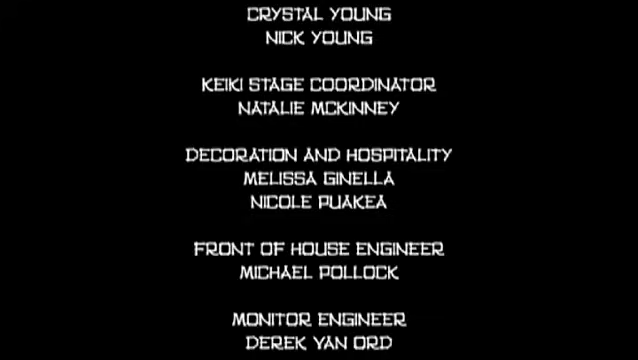 CRYSTAL YOUNG
NICK YOUNG
KEIKI STAGE COORDINATOR
NATALIE MCKINNEY
DECORATION AND HOSPITALITY
MELISSA GINELLA
NICOLE PUAKEA
FRONT OF HOUSE ENGINEER
MICHAEL POLLOCK
MONITOR ENGINEER
DEREK VAN ORD